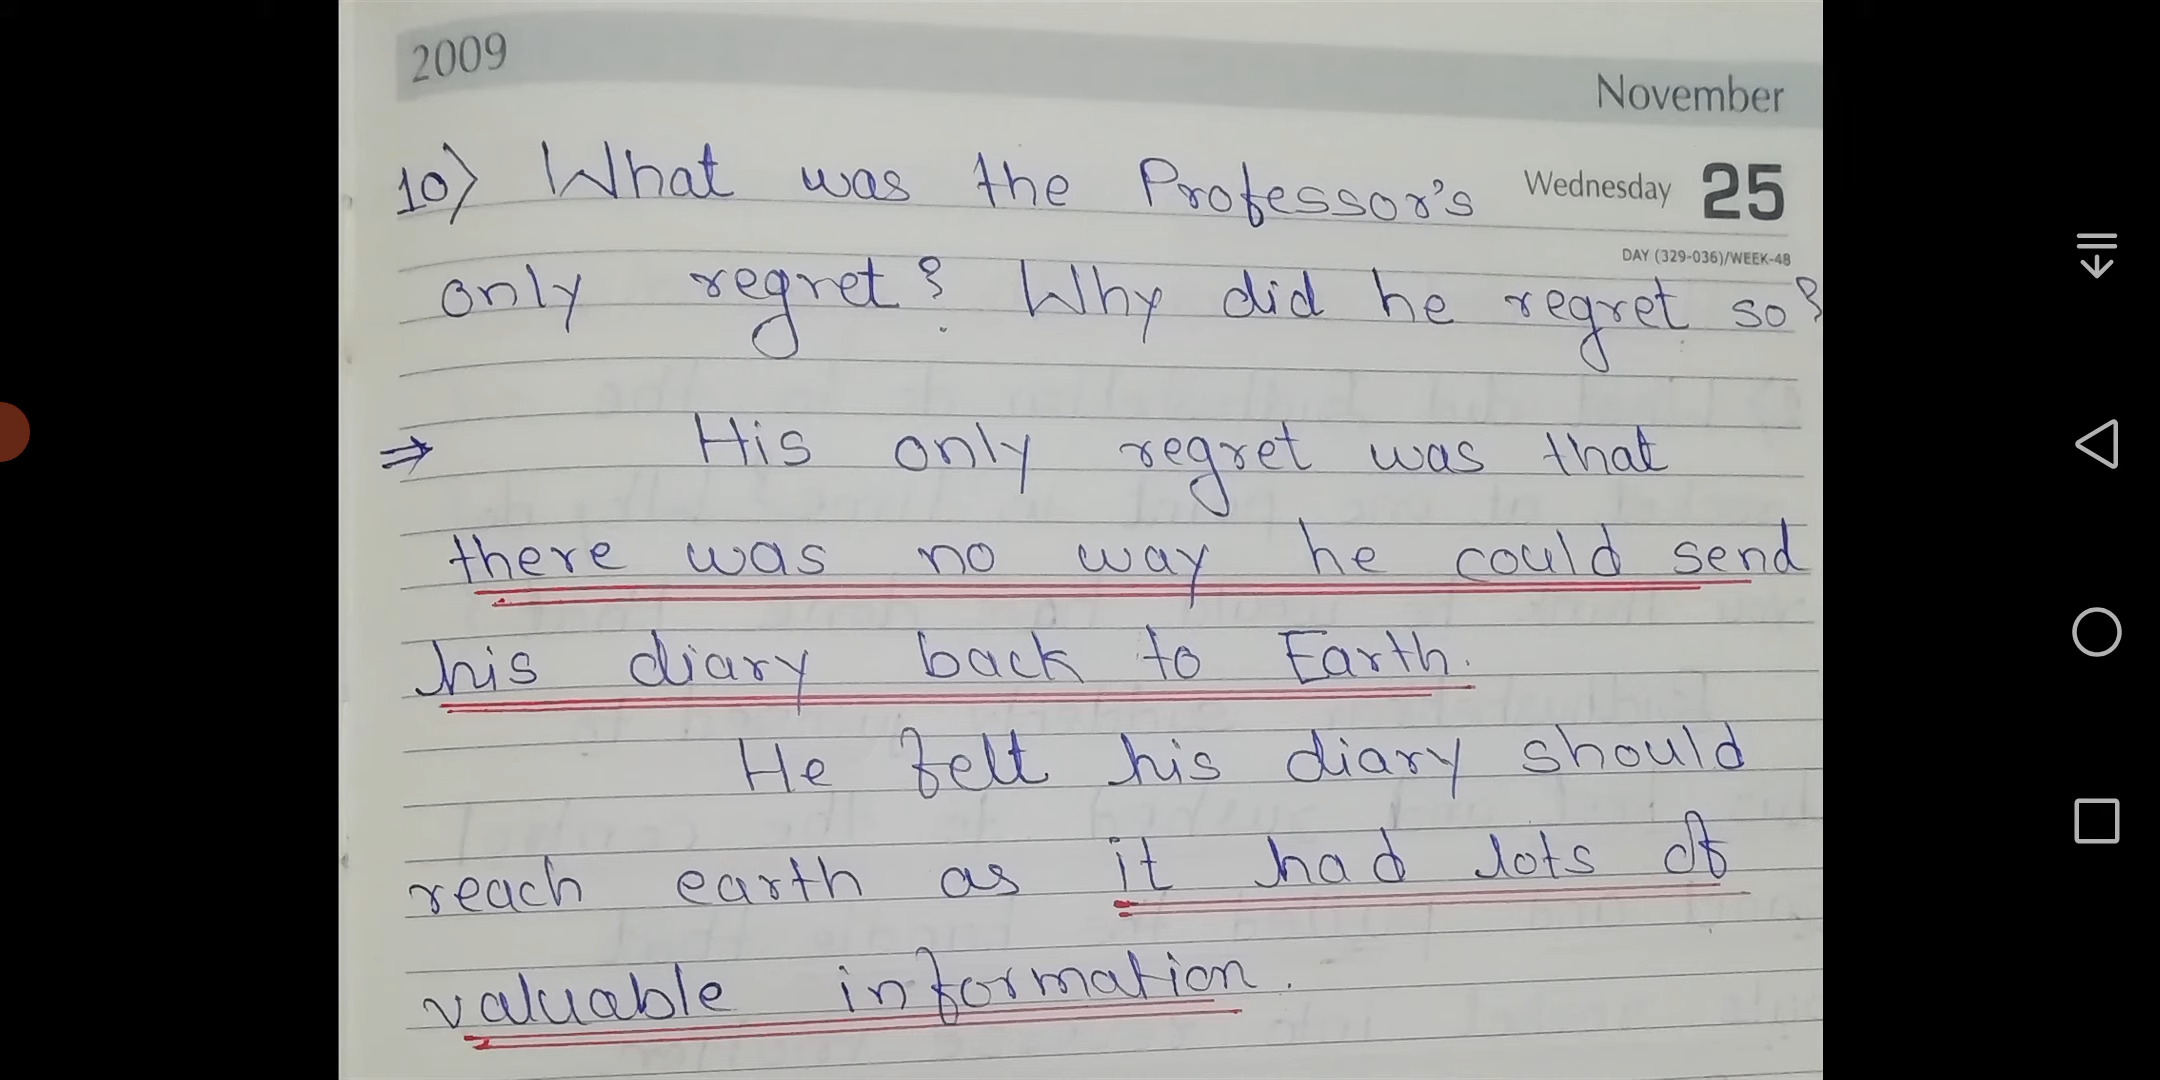 2009
November
10) What was the Professor's
Wednesday 25
DAY (329-036)/WEEK-48
only regret? Why did he regret so?
⇒ His only regret was that
there was no way he could send
his diary back to Earth.
He felt his diary should
reach earth as it had lots of
valuable information.